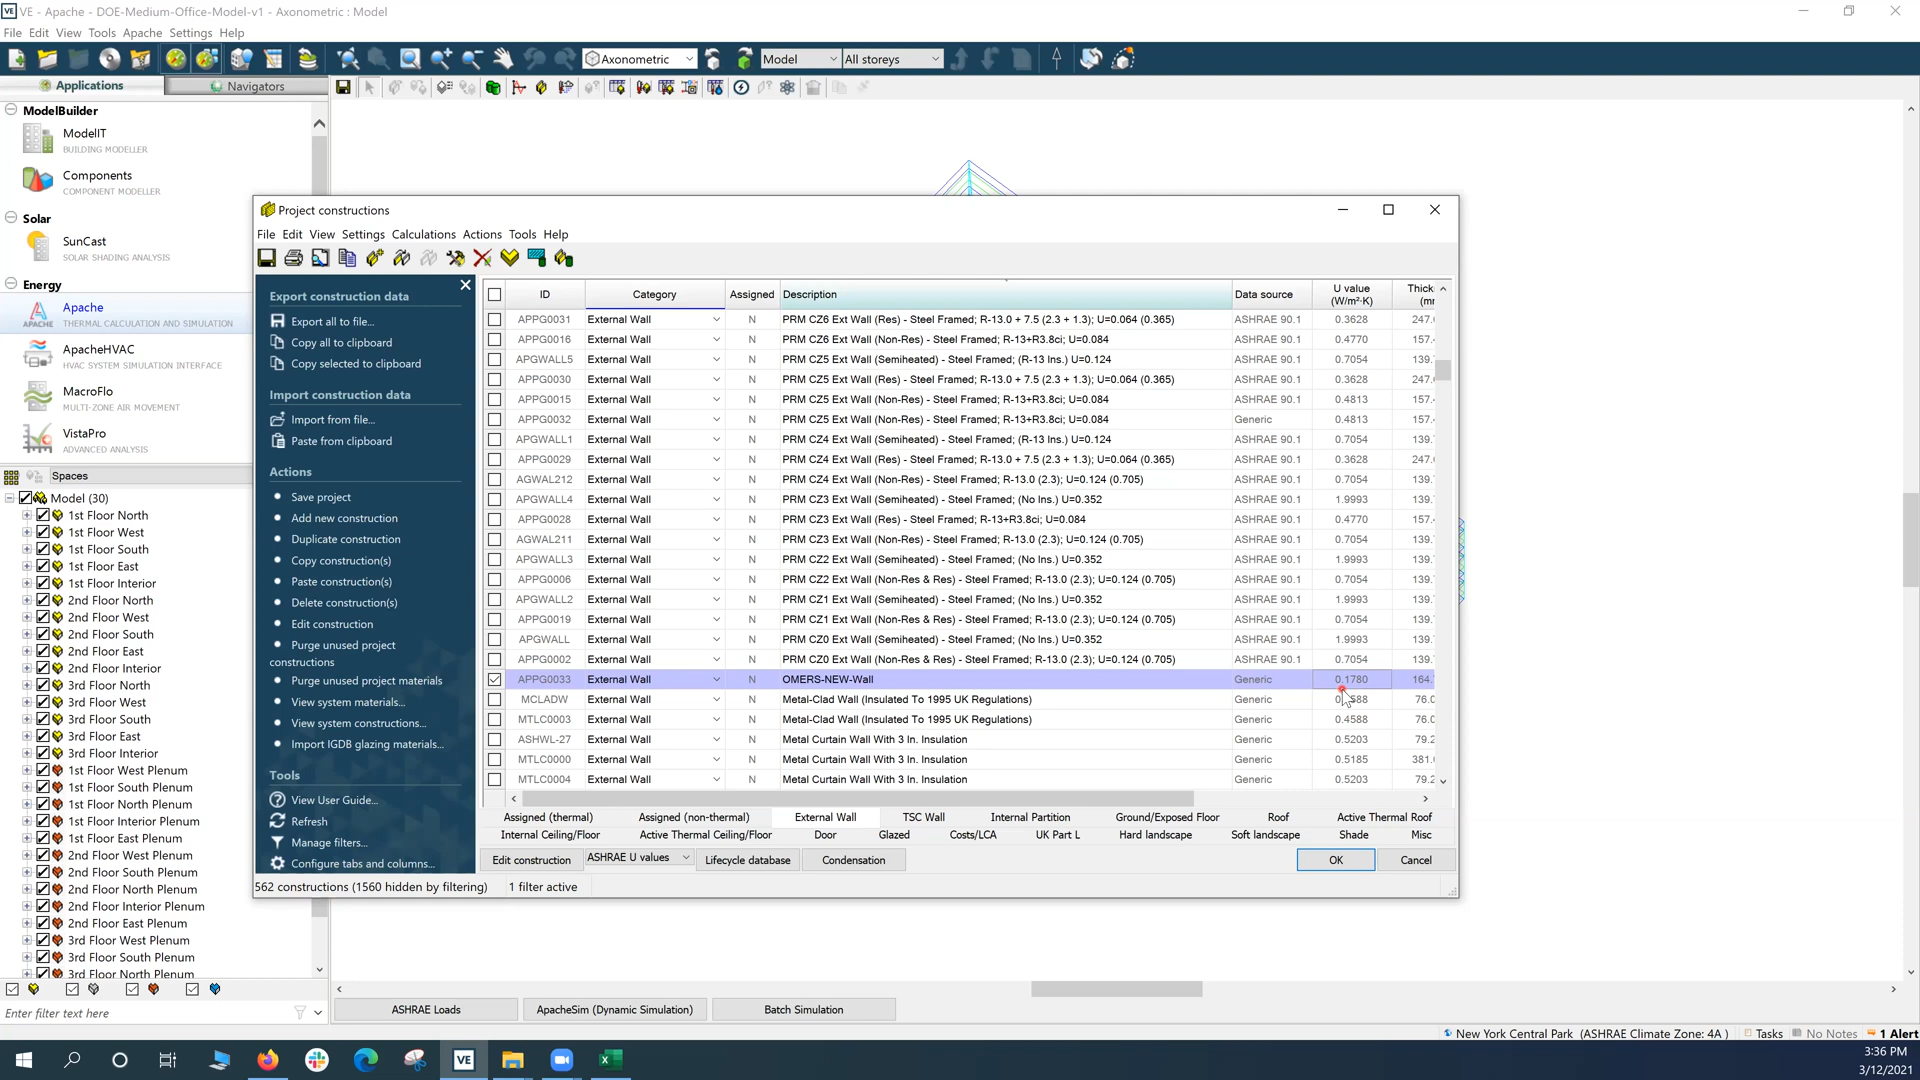 VE - Apache - DOE-Medium-Office-Model-v1 - Axonometric : Model
File Edit View Tools Apache Settings Help
Axonometric Model All storeys
Applications Navigators
ModelBuilder
ModelIT
BUILDING MODELLER
Components
COMPONENT MODELLER
Solar
SunCast
SOLAR SHADING ANALYSIS
Energy
Apache
THERMAL CALCULATION AND SIMULATION
ApacheHVAC
HVAC SYSTEM SIMULATION INTERFACE
MacroFlo
MULTI-ZONE AIR MOVEMENT
VistaPro
ADVANCED ANALYSIS
Spaces
Model (30)
1st Floor North
1st Floor West
1st Floor South
1st Floor East
1st Floor Interior
2nd Floor North
2nd Floor West
2nd Floor South
2nd Floor East
2nd Floor Interior
3rd Floor North
3rd Floor West
3rd Floor South
3rd Floor East
3rd Floor Interior
1st Floor West Plenum
1st Floor South Plenum
1st Floor North Plenum
1st Floor Interior Plenum
1st Floor East Plenum
2nd Floor West Plenum
2nd Floor South Plenum
2nd Floor North Plenum
2nd Floor Interior Plenum
2nd Floor East Plenum
3rd Floor West Plenum
3rd Floor South Plenum
3rd Floor North Plenum
Enter filter text here
Project constructions
File Edit View Settings Calculations Actions Tools Help
Export construction data
Export all to file...
Copy all to clipboard
Copy selected to clipboard
Import construction data
Import from file...
Paste from clipboard
Actions
Save project
Add new construction
Duplicate construction
Copy construction(s)
Paste construction(s)
Delete construction(s)
Edit construction
Purge unused project
constructions
Purge unused project materials
View system materials...
View system constructions...
Import IGDB glazing materials...
Tools
View User Guide...
Refresh
Manage filters...
Configure tabs and columns...
ID Category Assigned Description Data source U value (W/m²·K)
APPG0031 External Wall N PRM CZ6 Ext Wall (Res) - Steel Framed; R-13.0 + 7.5 (2.3 + 1.3); U=0.064 (0.365) ASHRAE 90.1 0.3628 247.
APPG0016 External Wall N PRM CZ6 Ext Wall (Non-Res) - Steel Framed; R-13+R3.8ci; U=0.084 ASHRAE 90.1 0.4770 157.
APGWALL5 External Wall N PRM CZ5 Ext Wall (Semiheated) - Steel Framed; (R-13 Ins.) U=0.124 ASHRAE 90.1 0.7054 139.
APPG0030 External Wall N PRM CZ5 Ext Wall (Res) - Steel Framed; R-13.0 + 7.5 (2.3 + 1.3); U=0.064 (0.365) ASHRAE 90.1 0.3628 247.
APPG0015 External Wall N PRM CZ5 Ext Wall (Non-Res) - Steel Framed; R-13+R3.8ci; U=0.084 ASHRAE 90.1 0.4813 157.
APPG0032 External Wall N PRM CZ5 Ext Wall (Non-Res) - Steel Framed; R-13+R3.8ci; U=0.084 Generic 0.4813 157.
APGWALL1 External Wall N PRM CZ4 Ext Wall (Semiheated) - Steel Framed; (R-13 Ins.) U=0.124 ASHRAE 90.1 0.7054 139.
APPG0029 External Wall N PRM CZ4 Ext Wall (Res) - Steel Framed; R-13.0 + 7.5 (2.3 + 1.3); U=0.064 (0.365) ASHRAE 90.1 0.3628 247.
AGWAL212 External Wall N PRM CZ4 Ext Wall (Non-Res) - Steel Framed; R-13.0 (2.3); U=0.124 (0.705) ASHRAE 90.1 0.7054 139.
APGWALL4 External Wall N PRM CZ3 Ext Wall (Semiheated) - Steel Framed; (No Ins.) U=0.352 ASHRAE 90.1 1.9993 139.
APPG0028 External Wall N PRM CZ3 Ext Wall (Res) - Steel Framed; R-13+R3.8ci; U=0.084 ASHRAE 90.1 0.4770 157.
AGWAL211 External Wall N PRM CZ3 Ext Wall (Non-Res) - Steel Framed; R-13.0 (2.3); U=0.124 (0.705) ASHRAE 90.1 0.7054 139.
APGWALL3 External Wall N PRM CZ2 Ext Wall (Semiheated) - Steel Framed; (No Ins.) U=0.352 ASHRAE 90.1 1.9993 139.
APPG0006 External Wall N PRM CZ2 Ext Wall (Non-Res & Res) - Steel Framed; R-13.0 (2.3); U=0.124 (0.705) ASHRAE 90.1 0.7054 139.
APGWALL2 External Wall N PRM CZ1 Ext Wall (Semiheated) - Steel Framed; (No Ins.) U=0.352 ASHRAE 90.1 1.9993 139.
APPG0019 External Wall N PRM CZ1 Ext Wall (Non-Res & Res) - Steel Framed; R-13.0 (2.3); U=0.124 (0.705) ASHRAE 90.1 0.7054 139.
APGWALL External Wall N PRM CZ0 Ext Wall (Semiheated) - Steel Framed; (No Ins.) U=0.352 ASHRAE 90.1 1.9993 139.
APPG0002 External Wall N PRM CZ0 Ext Wall (Non-Res & Res) - Steel Framed; R-13.0 (2.3); U=0.124 (0.705) ASHRAE 90.1 0.7054 139.
APPG0033 External Wall N OMERS-NEW-Wall Generic 0.1780 164.
MCLADW External Wall N Metal-Clad Wall (Insulated To 1995 UK Regulations) Generic 76.0
MTLC0003 External Wall N Metal-Clad Wall (Insulated To 1995 UK Regulations) Generic 0.4588 76.0
ASHWL-27 External Wall N Metal Curtain Wall With 3 In. Insulation Generic 0.5203 79.2
MTLC0000 External Wall N Metal Curtain Wall With 3 In. Insulation Generic 0.5185 381.
MTLC0004 External Wall N Metal Curtain Wall With 3 In. Insulation Generic 0.5203 79.2
Assigned (thermal) Assigned (non-thermal) External Wall TSC Wall Internal Partition Ground/Exposed Floor Roof Active Thermal Roof
Internal Ceiling/Floor Active Thermal Ceiling/Floor Door Glazed Costs/LCA UK Part L Hard landscape Soft landscape Shade Misc
Edit construction ASHRAE U values Lifecycle database Condensation OK Cancel
562 constructions (1560 hidden by filtering) 1 filter active
ASHRAE Loads ApacheSim (Dynamic Simulation) Batch Simulation
New York Central Park (ASHRAE Climate Zone: 4A ) Tasks No Notes 1 Alert
VE
3:36 PM
3/12/2021